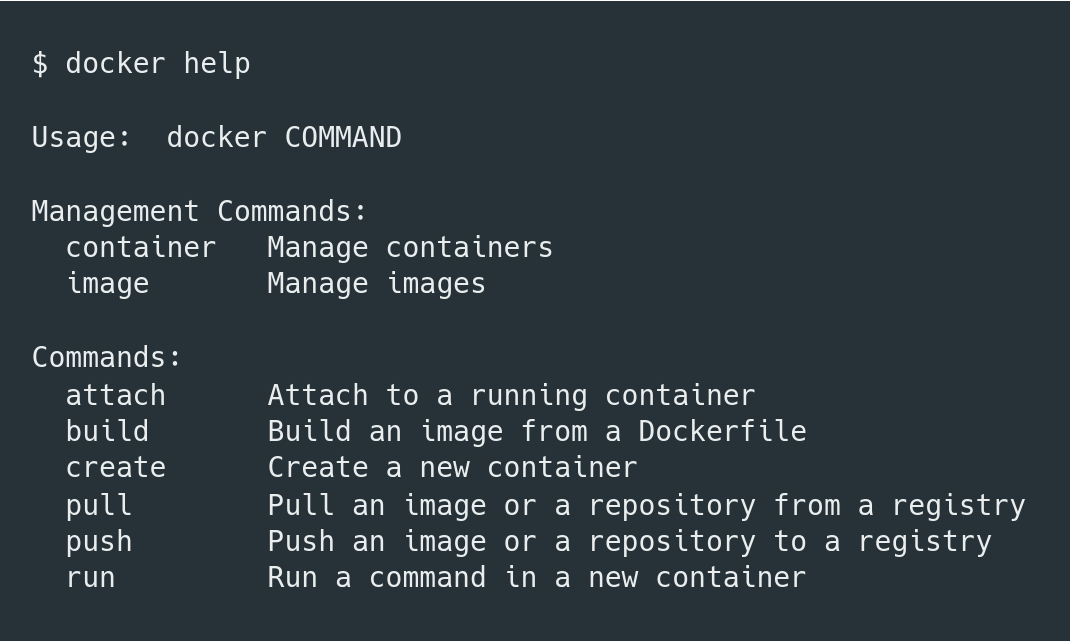 $ docker help

Usage:  docker COMMAND

Management Commands:
  container   Manage containers
  image       Manage images

Commands:
  attach      Attach to a running container
  build       Build an image from a Dockerfile
  create      Create a new container
  pull        Pull an image or a repository from a registry
  push        Push an image or a repository to a registry
  run         Run a command in a new container